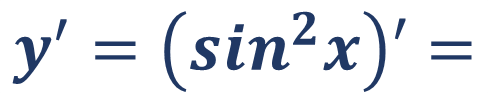 y′ = (sin²x)′ =